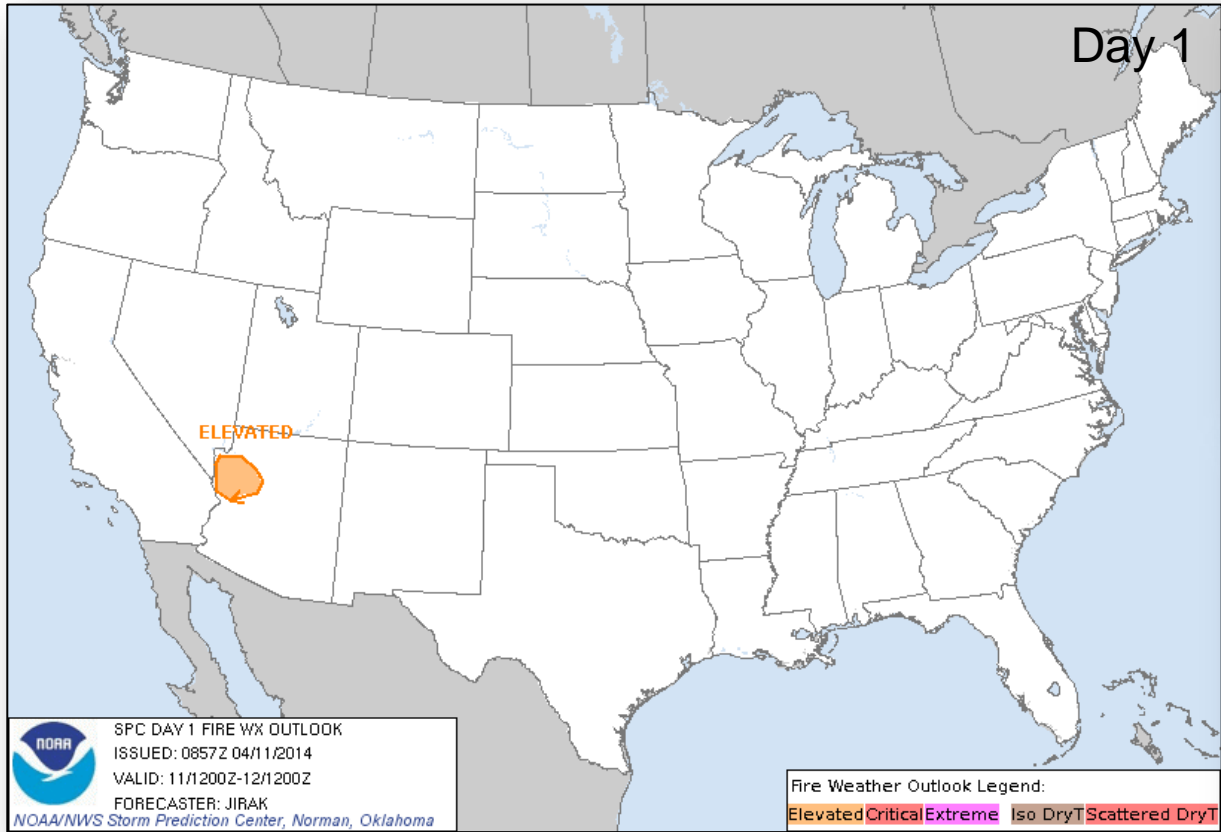 Day 1
ELEVATED
NOAA
SPC DAY 1 FIRE WX OUTLOOK
ISSUED: 0857Z 04/11/2014
VALID: 11/1200Z-12/1200Z
FORECASTER: JIRAK
NOAA/NWS Storm Prediction Center, Norman, Oklahoma
Fire Weather Outlook Legend:
Elevated Critical Extreme Iso DryT Scattered DryT